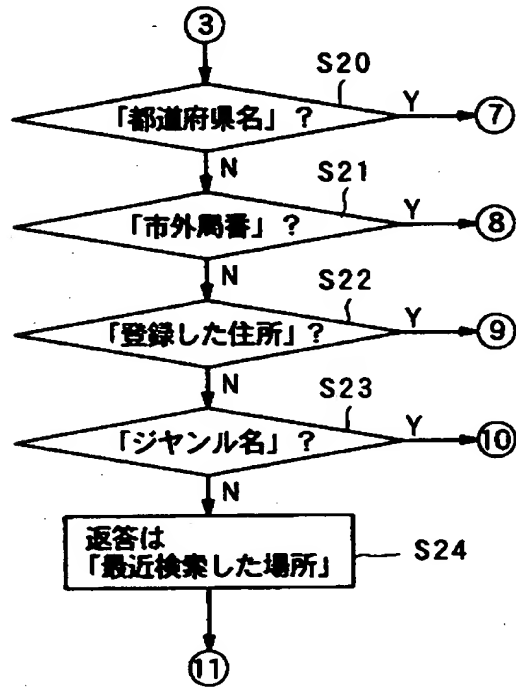 ③
S20
「都道府県名」？
Y
⑦
N
S21
「市外局番」？
Y
⑧
N
S22
「登録した住所」？
Y
⑨
N
S23
「ジヤンル名」？
Y
⑩
N
返答は
「最近検索した場所」
S24
⑪